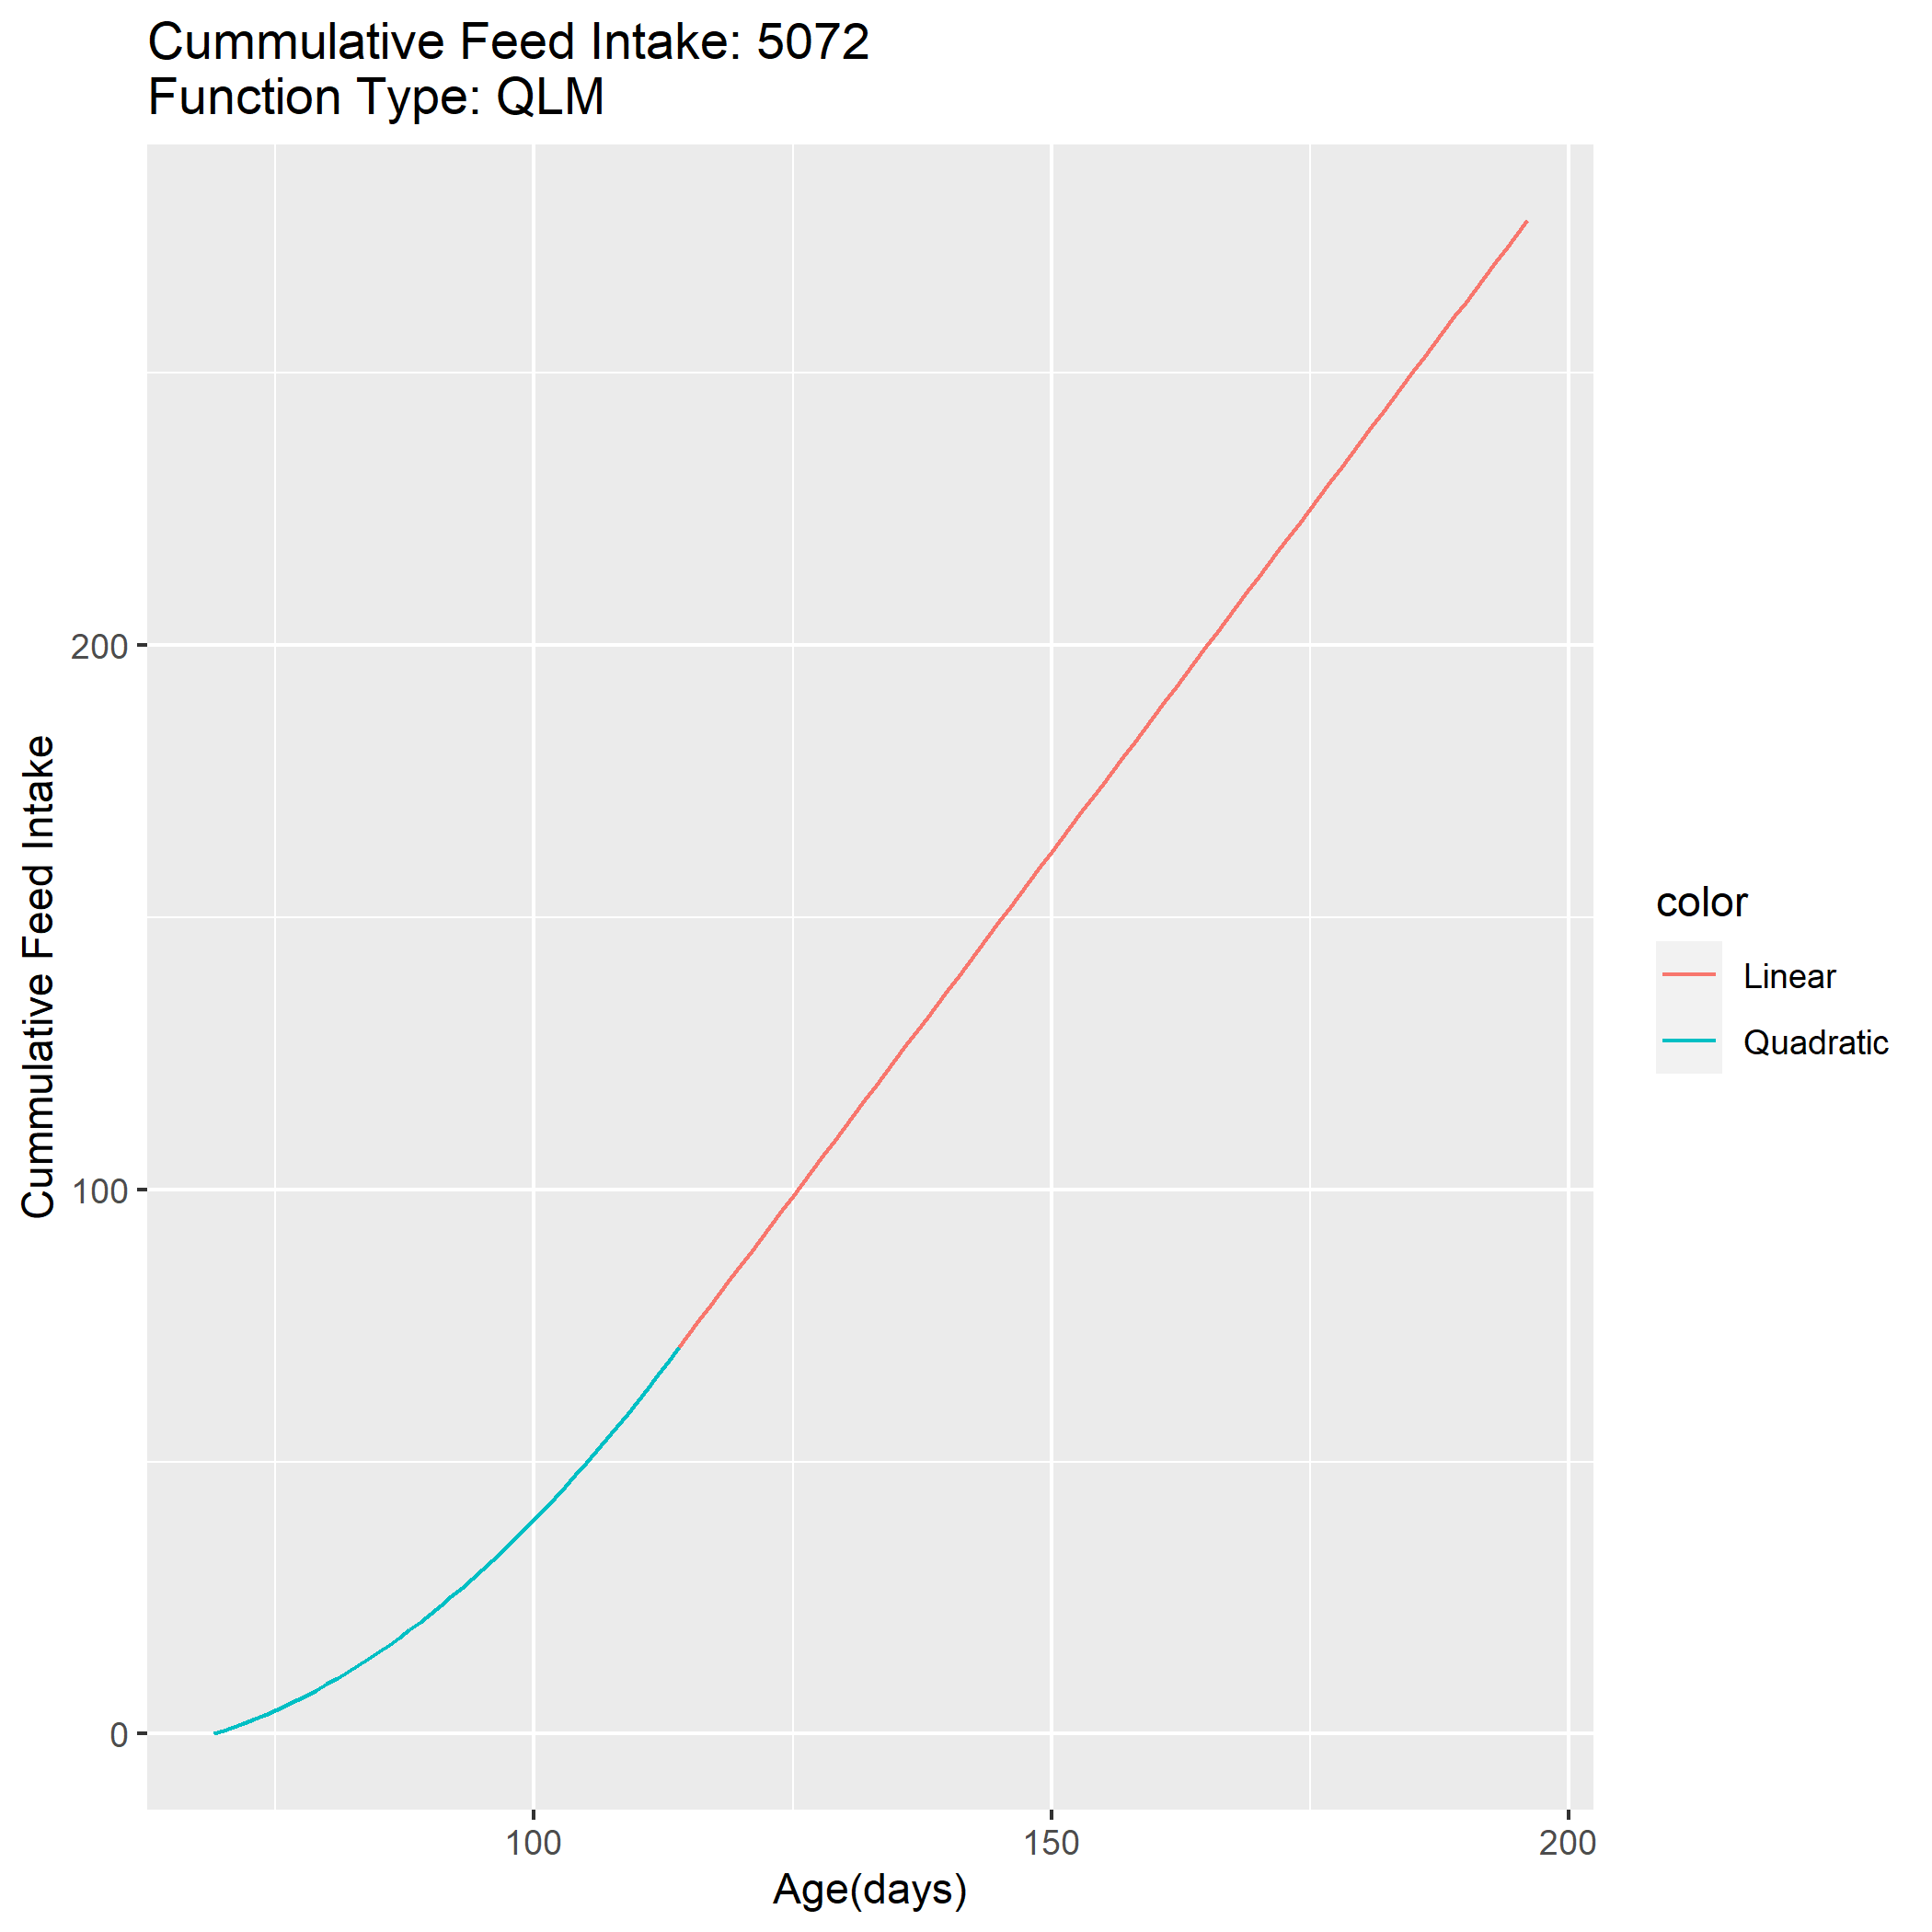 Cummulative Feed Intake: 5072
Function Type: QLM
Cummulative Feed Intake
200
100
0
100
150
200
Age(days)
color
Linear
Quadratic